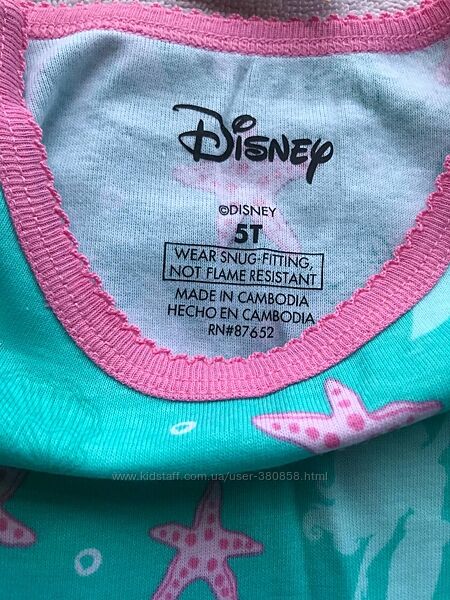 Disney
©DISNEY
5T
WEAR SNUG-FITTING,
NOT FLAME RESISTANT
MADE IN CAMBODIA
HECHO EN CAMBODIA
RN#87652
www.kidstaff.com.ua/user-380858.html